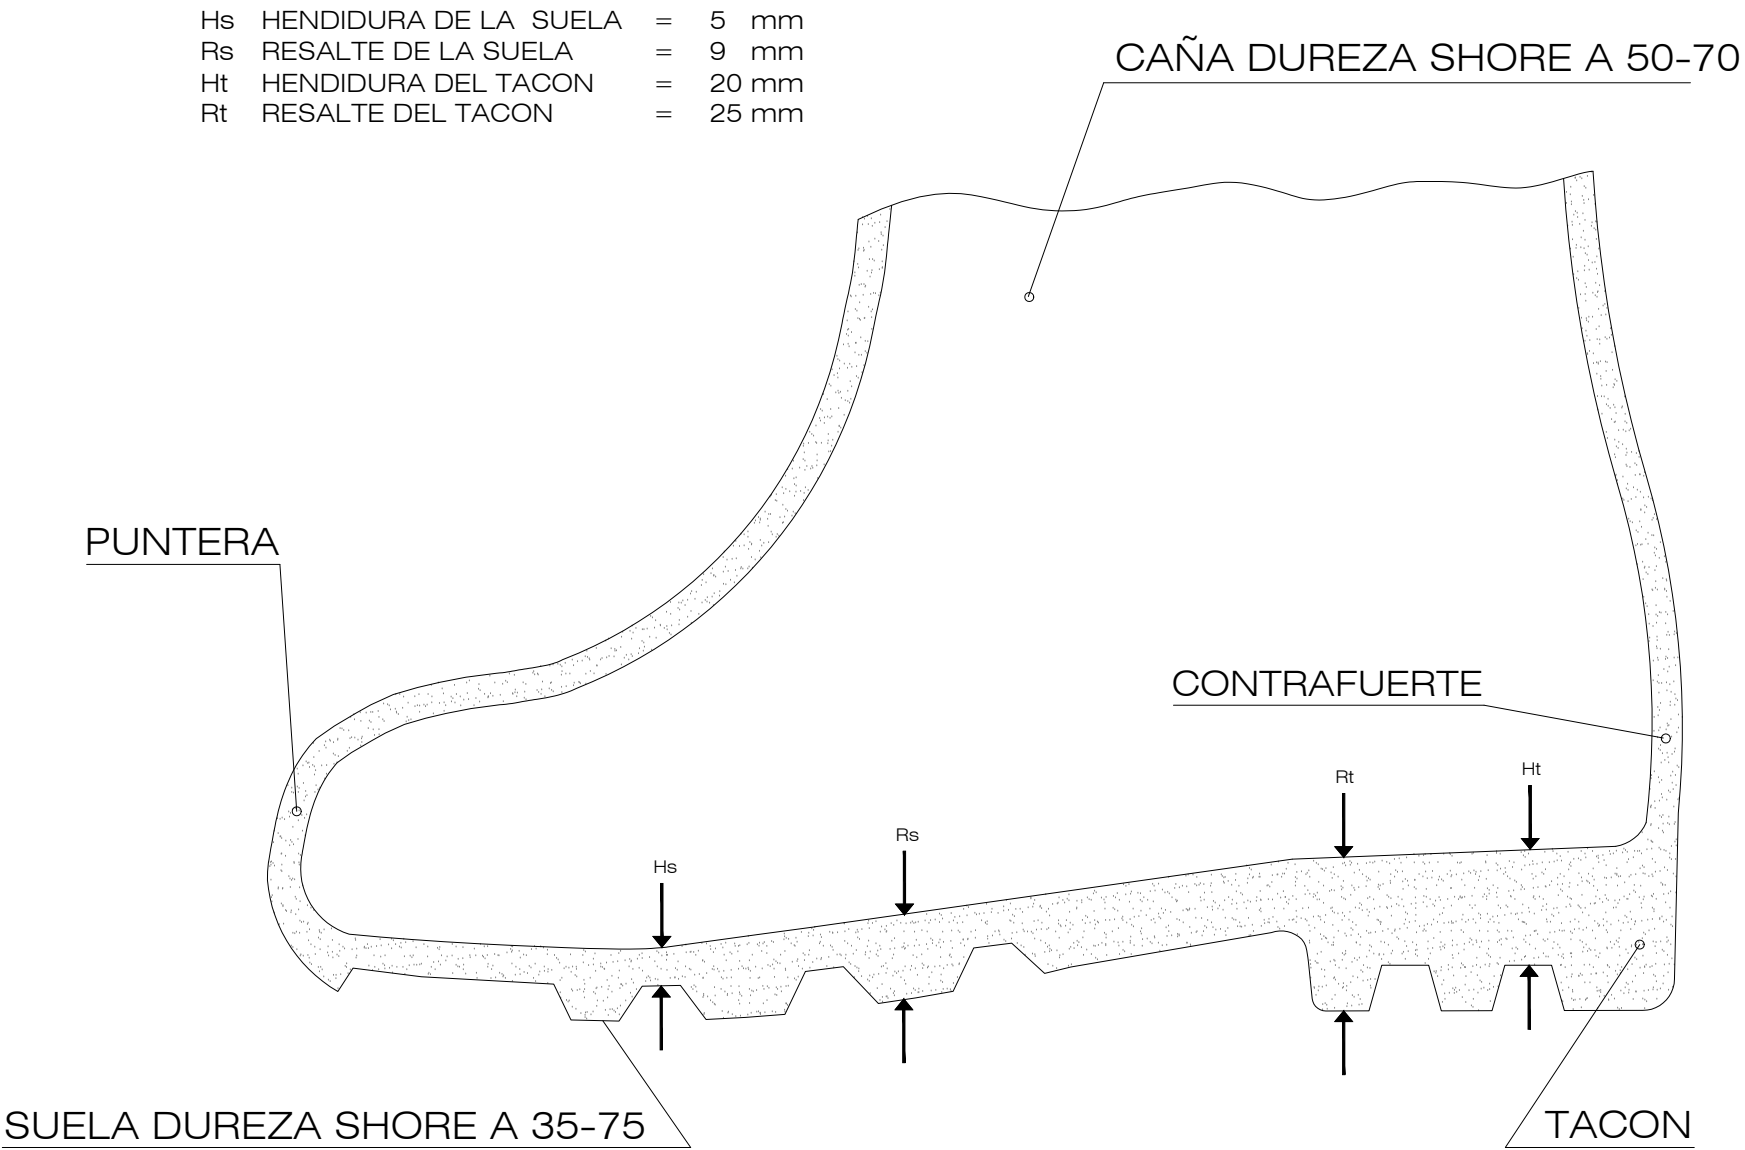 Hs HENDIDURA DE LA SUELA = 5 mm
Rs RESALTE DE LA SUELA = 9 mm
Ht HENDIDURA DEL TACON = 20 mm
Rt RESALTE DEL TACON = 25 mm
CAÑA DUREZA SHORE A 50-70
PUNTERA
CONTRAFUERTE
Rt
Ht
Rs
Hs
SUELA DUREZA SHORE A 35-75
TACON